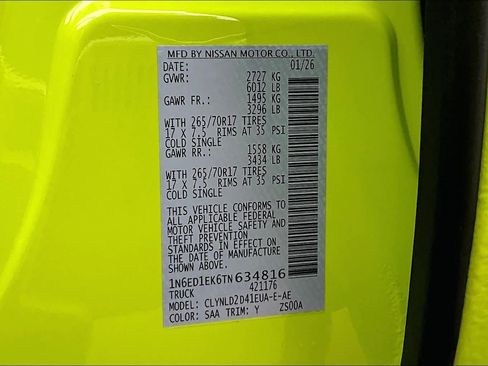 MFD BY NISSAN MOTOR CO., LTD.
DATE: 01/26
GVWR: 2727 KG
6012 LB
GAWR FR.: 1495 KG
3296 LB
WITH 265/70R17 TIRES
17 X 7.5 RIMS AT 35 PSI
COLD SINGLE
GAWR RR.: 1558 KG
3434 LB
WITH 265/70R17 TIRES
17 X 7.5 RIMS AT 35 PSI
COLD SINGLE
THIS VEHICLE CONFORMS TO
ALL APPLICABLE FEDERAL
MOTOR VEHICLE SAFETY AND
THEFT PREVENTION
STANDARDS IN EFFECT ON
THE DATE OF MANUFACTURE
SHOWN ABOVE.
1N6ED1EK6TN634816
TRUCK 421176
MODEL: CLYNLD2D41EUA-E-AE
COLOR: SAA TRIM: Y ZS00A